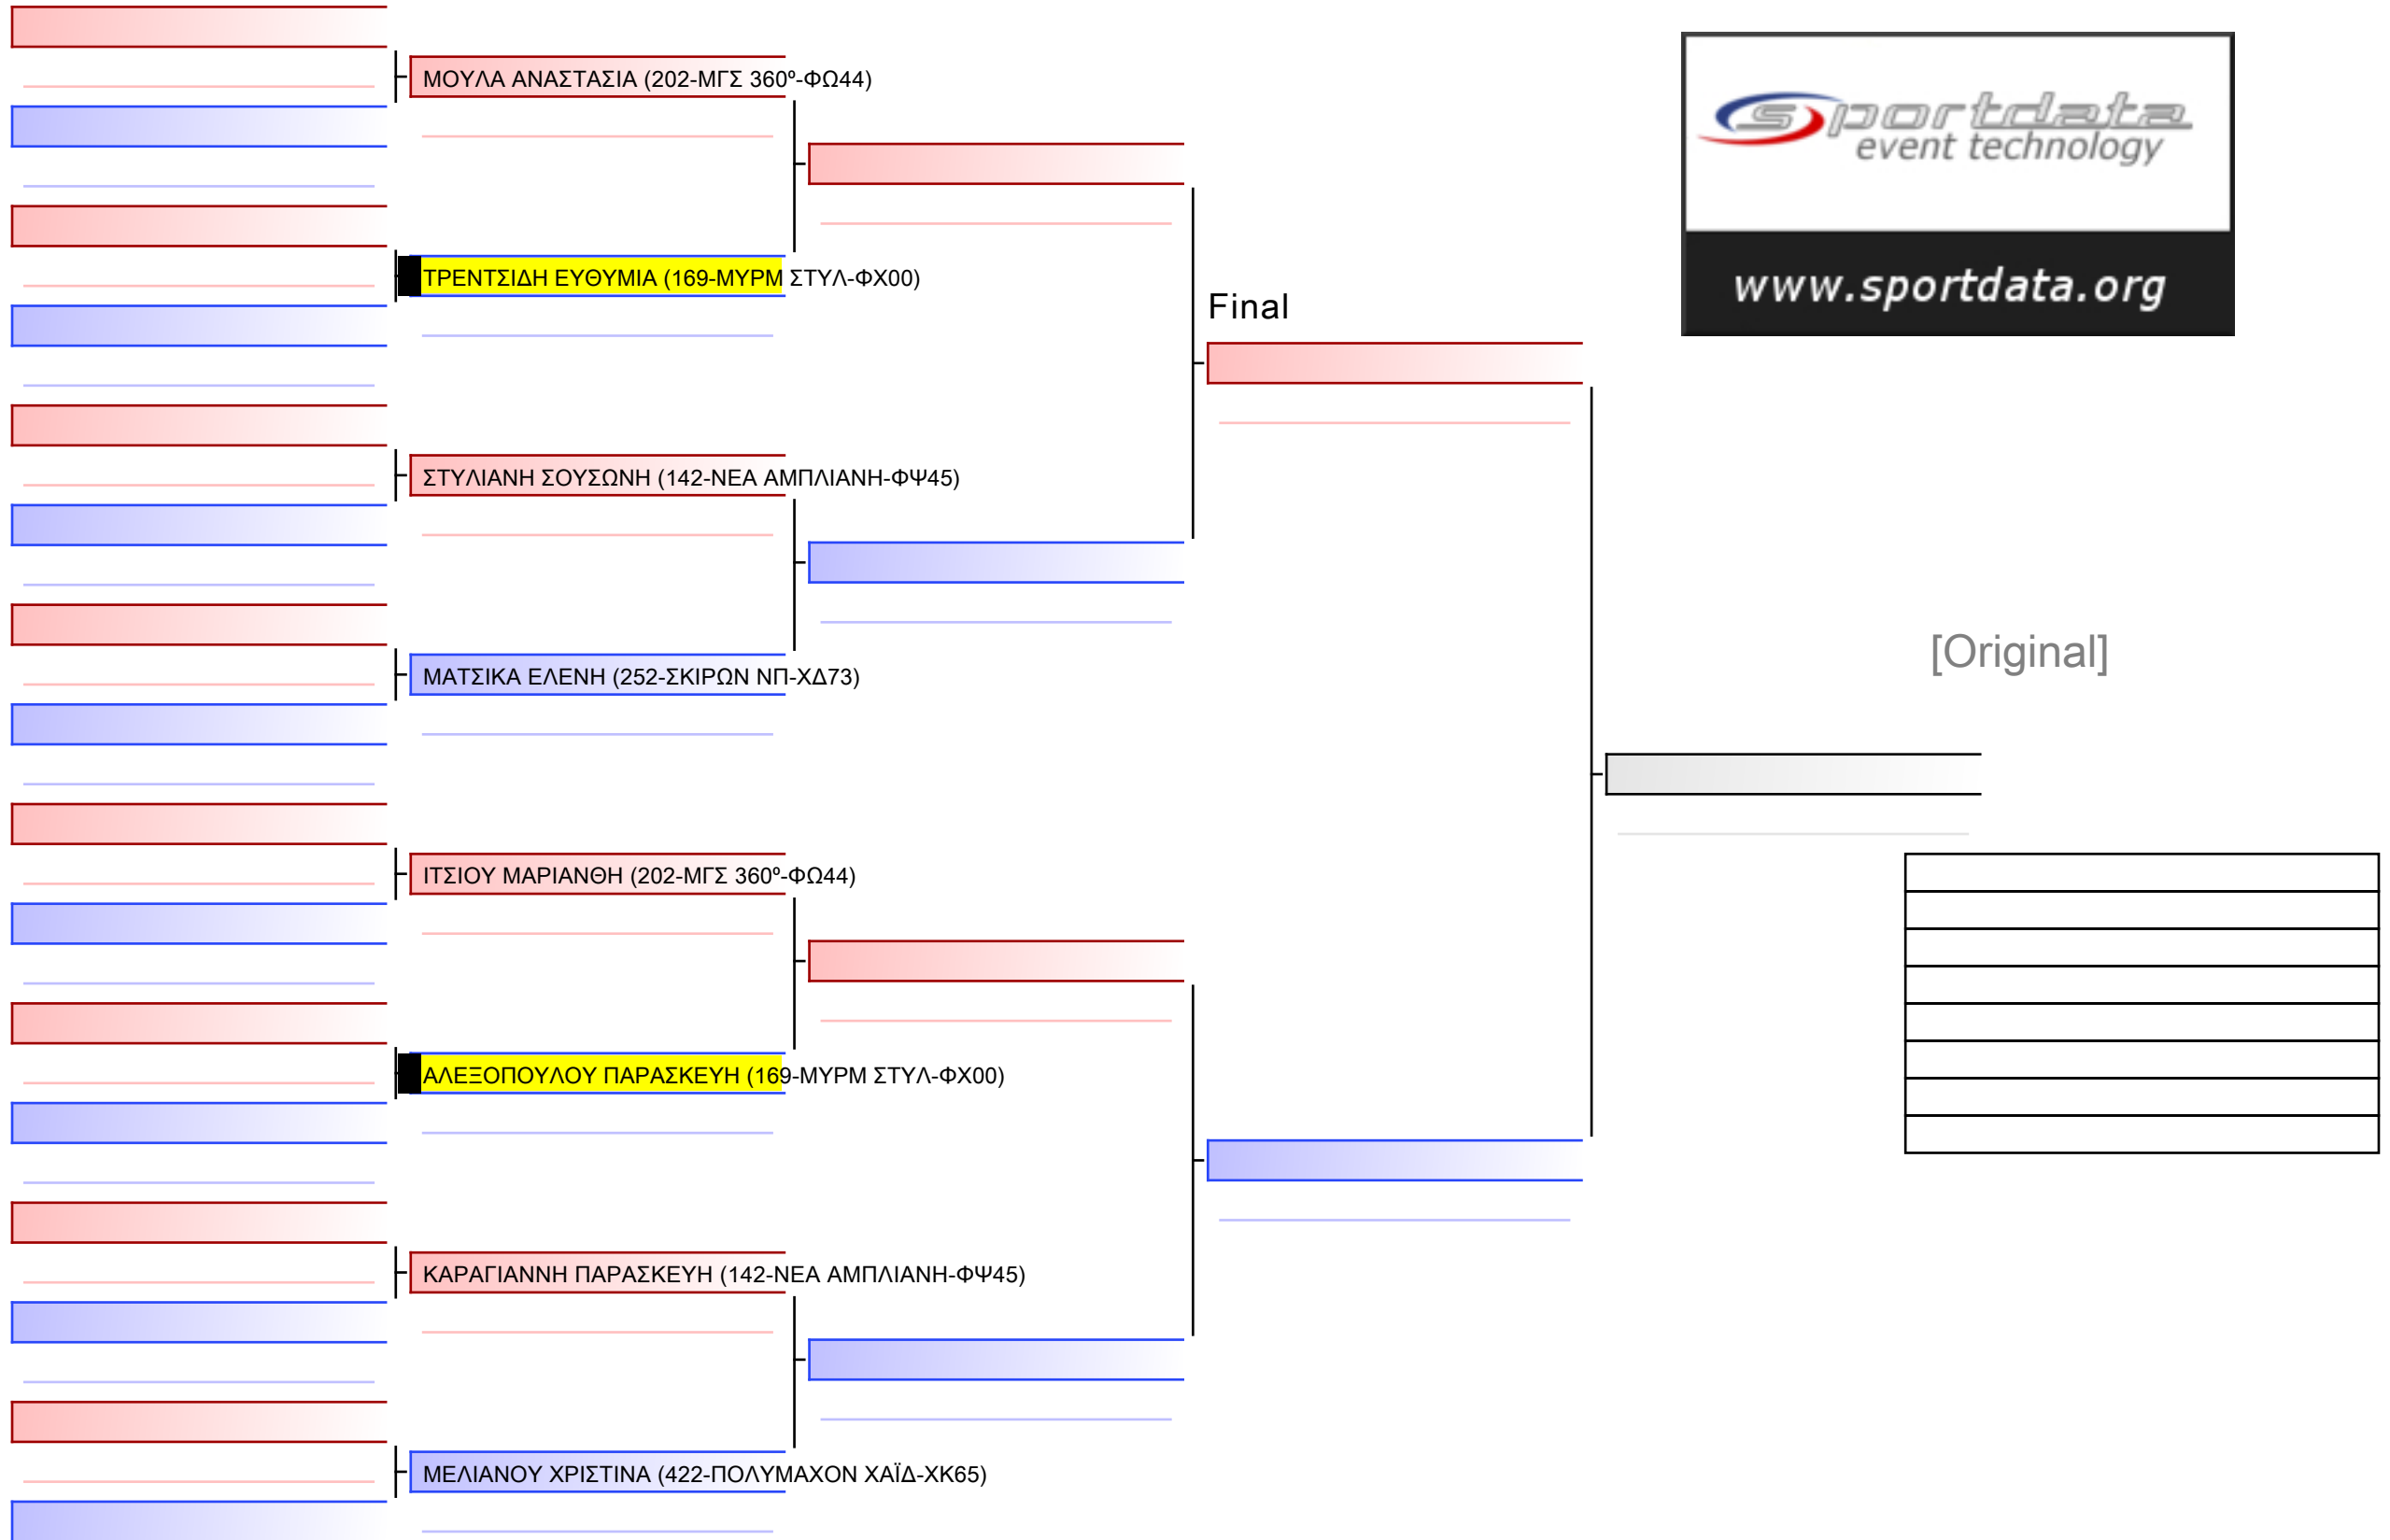 ΜΟΥΛΑ ΑΝΑΣΤΑΣΙΑ (202-ΜΓΣ 360º-ΦΩ44)
ΤΡΕΝΤΣΙΔΗ ΕΥΘΥΜΙΑ (169-ΜΥΡΜ ΣΤΥΛ-ΦΧ00)
ΣΤΥΛΙΑΝΗ ΣΟΥΣΩΝΗ (142-ΝΕΑ ΑΜΠΛΙΑΝΗ-ΦΨ45)
ΜΑΤΣΙΚΑ ΕΛΕΝΗ (252-ΣΚΙΡΩΝ ΝΠ-ΧΔ73)
ΙΤΣΙΟΥ ΜΑΡΙΑΝΘΗ (202-ΜΓΣ 360º-ΦΩ44)
ΑΛΕΞΟΠΟΥΛΟΥ ΠΑΡΑΣΚΕΥΗ (169-ΜΥΡΜ ΣΤΥΛ-ΦΧ00)
ΚΑΡΑΓΙΑΝΝΗ ΠΑΡΑΣΚΕΥΗ (142-ΝΕΑ ΑΜΠΛΙΑΝΗ-ΦΨ45)
ΜΕΛΙΑΝΟΥ ΧΡΙΣΤΙΝΑ (422-ΠΟΛΥΜΑΧΟΝ ΧΑΪΔ-ΧΚ65)
Final
sportdata
event technology
www.sportdata.org
[Original]